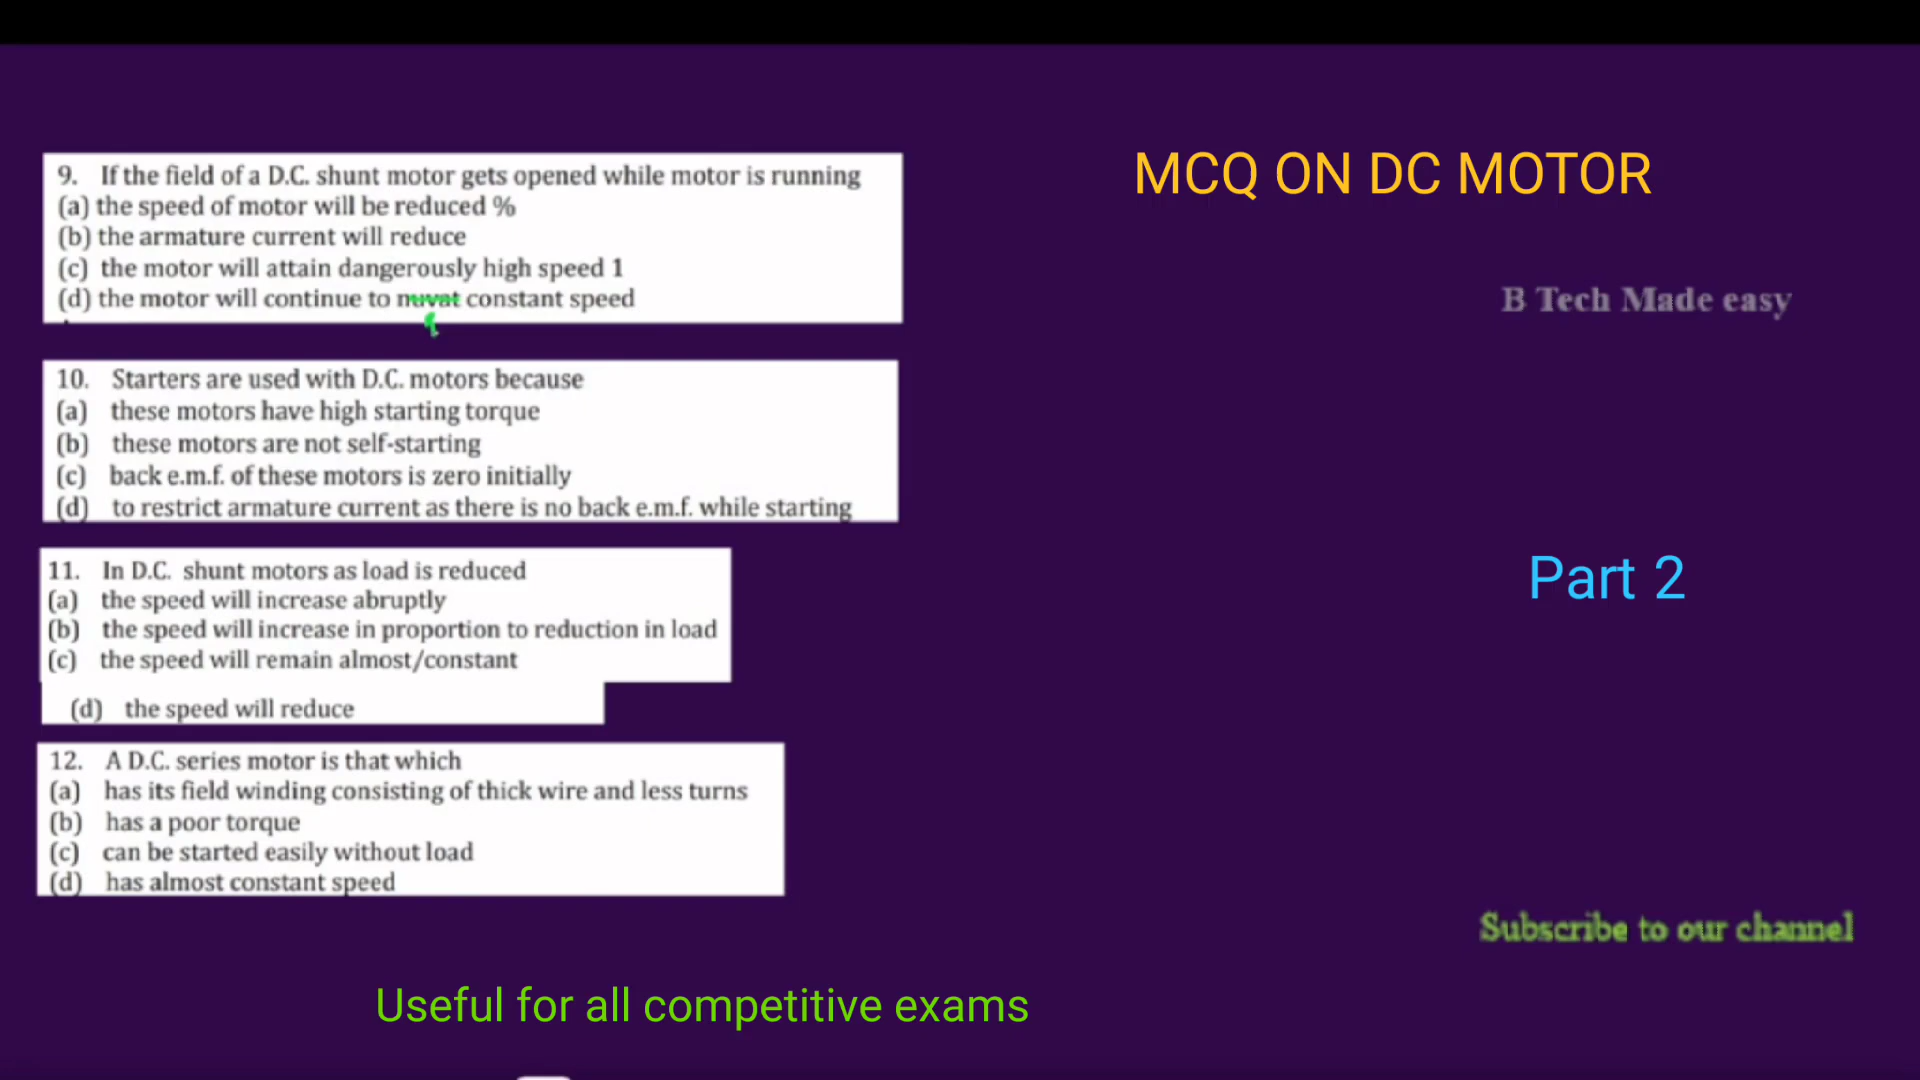 9. If the field of a D.C. shunt motor gets opened while motor is running
(a) the speed of motor will be reduced %
(b) the armature current will reduce
(c) the motor will attain dangerously high speed 1
(d) the motor will continue to nuvat constant speed
10. Starters are used with D.C. motors because
(a) these motors have high starting torque
(b) these motors are not self-starting
(c) back e.m.f. of these motors is zero initially
(d) to restrict armature current as there is no back e.m.f. while starting
11. In D.C. shunt motors as load is reduced
(a) the speed will increase abruptly
(b) the speed will increase in proportion to reduction in load
(c) the speed will remain almost/constant
(d) the speed will reduce
12. A D.C. series motor is that which
(a) has its field winding consisting of thick wire and less turns
(b) has a poor torque
(c) can be started easily without load
(d) has almost constant speed
MCQ ON DC MOTOR
B Tech Made easy
Part 2
Subscribe to our channel
Useful for all competitive exams